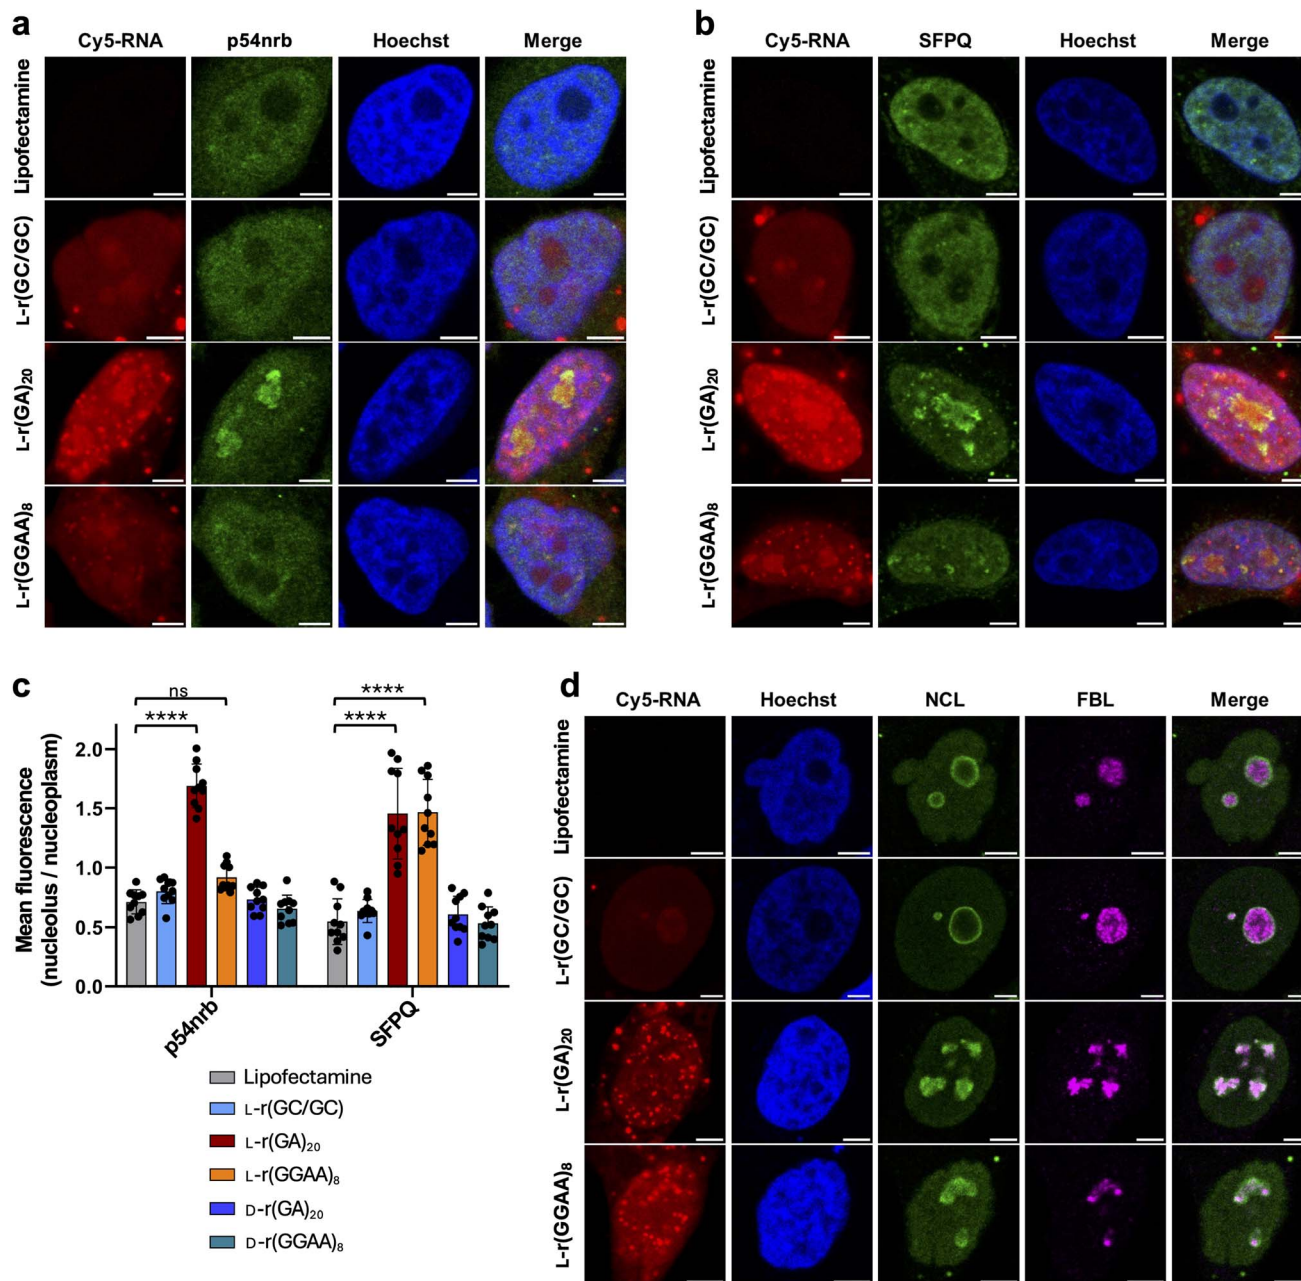 a
Cy5-RNA p54nrb Hoechst Merge
Lipofectamine
L-r(GC/GC)
L-r(GA)20
L-r(GGAA)8
b
Cy5-RNA SFPQ Hoechst Merge
Lipofectamine
L-r(GC/GC)
L-r(GA)20
L-r(GGAA)8
c
ns
****
****
****
Mean fluorescence
(nucleolus / nucleoplasm)
2.0
1.5
1.0
0.5
0.0
p54nrb
SFPQ
Lipofectamine
L-r(GC/GC)
L-r(GA)20
L-r(GGAA)8
D-r(GA)20
D-r(GGAA)8
d
Cy5-RNA Hoechst NCL FBL Merge
Lipofectamine
L-r(GC/GC)
L-r(GA)20
L-r(GGAA)8